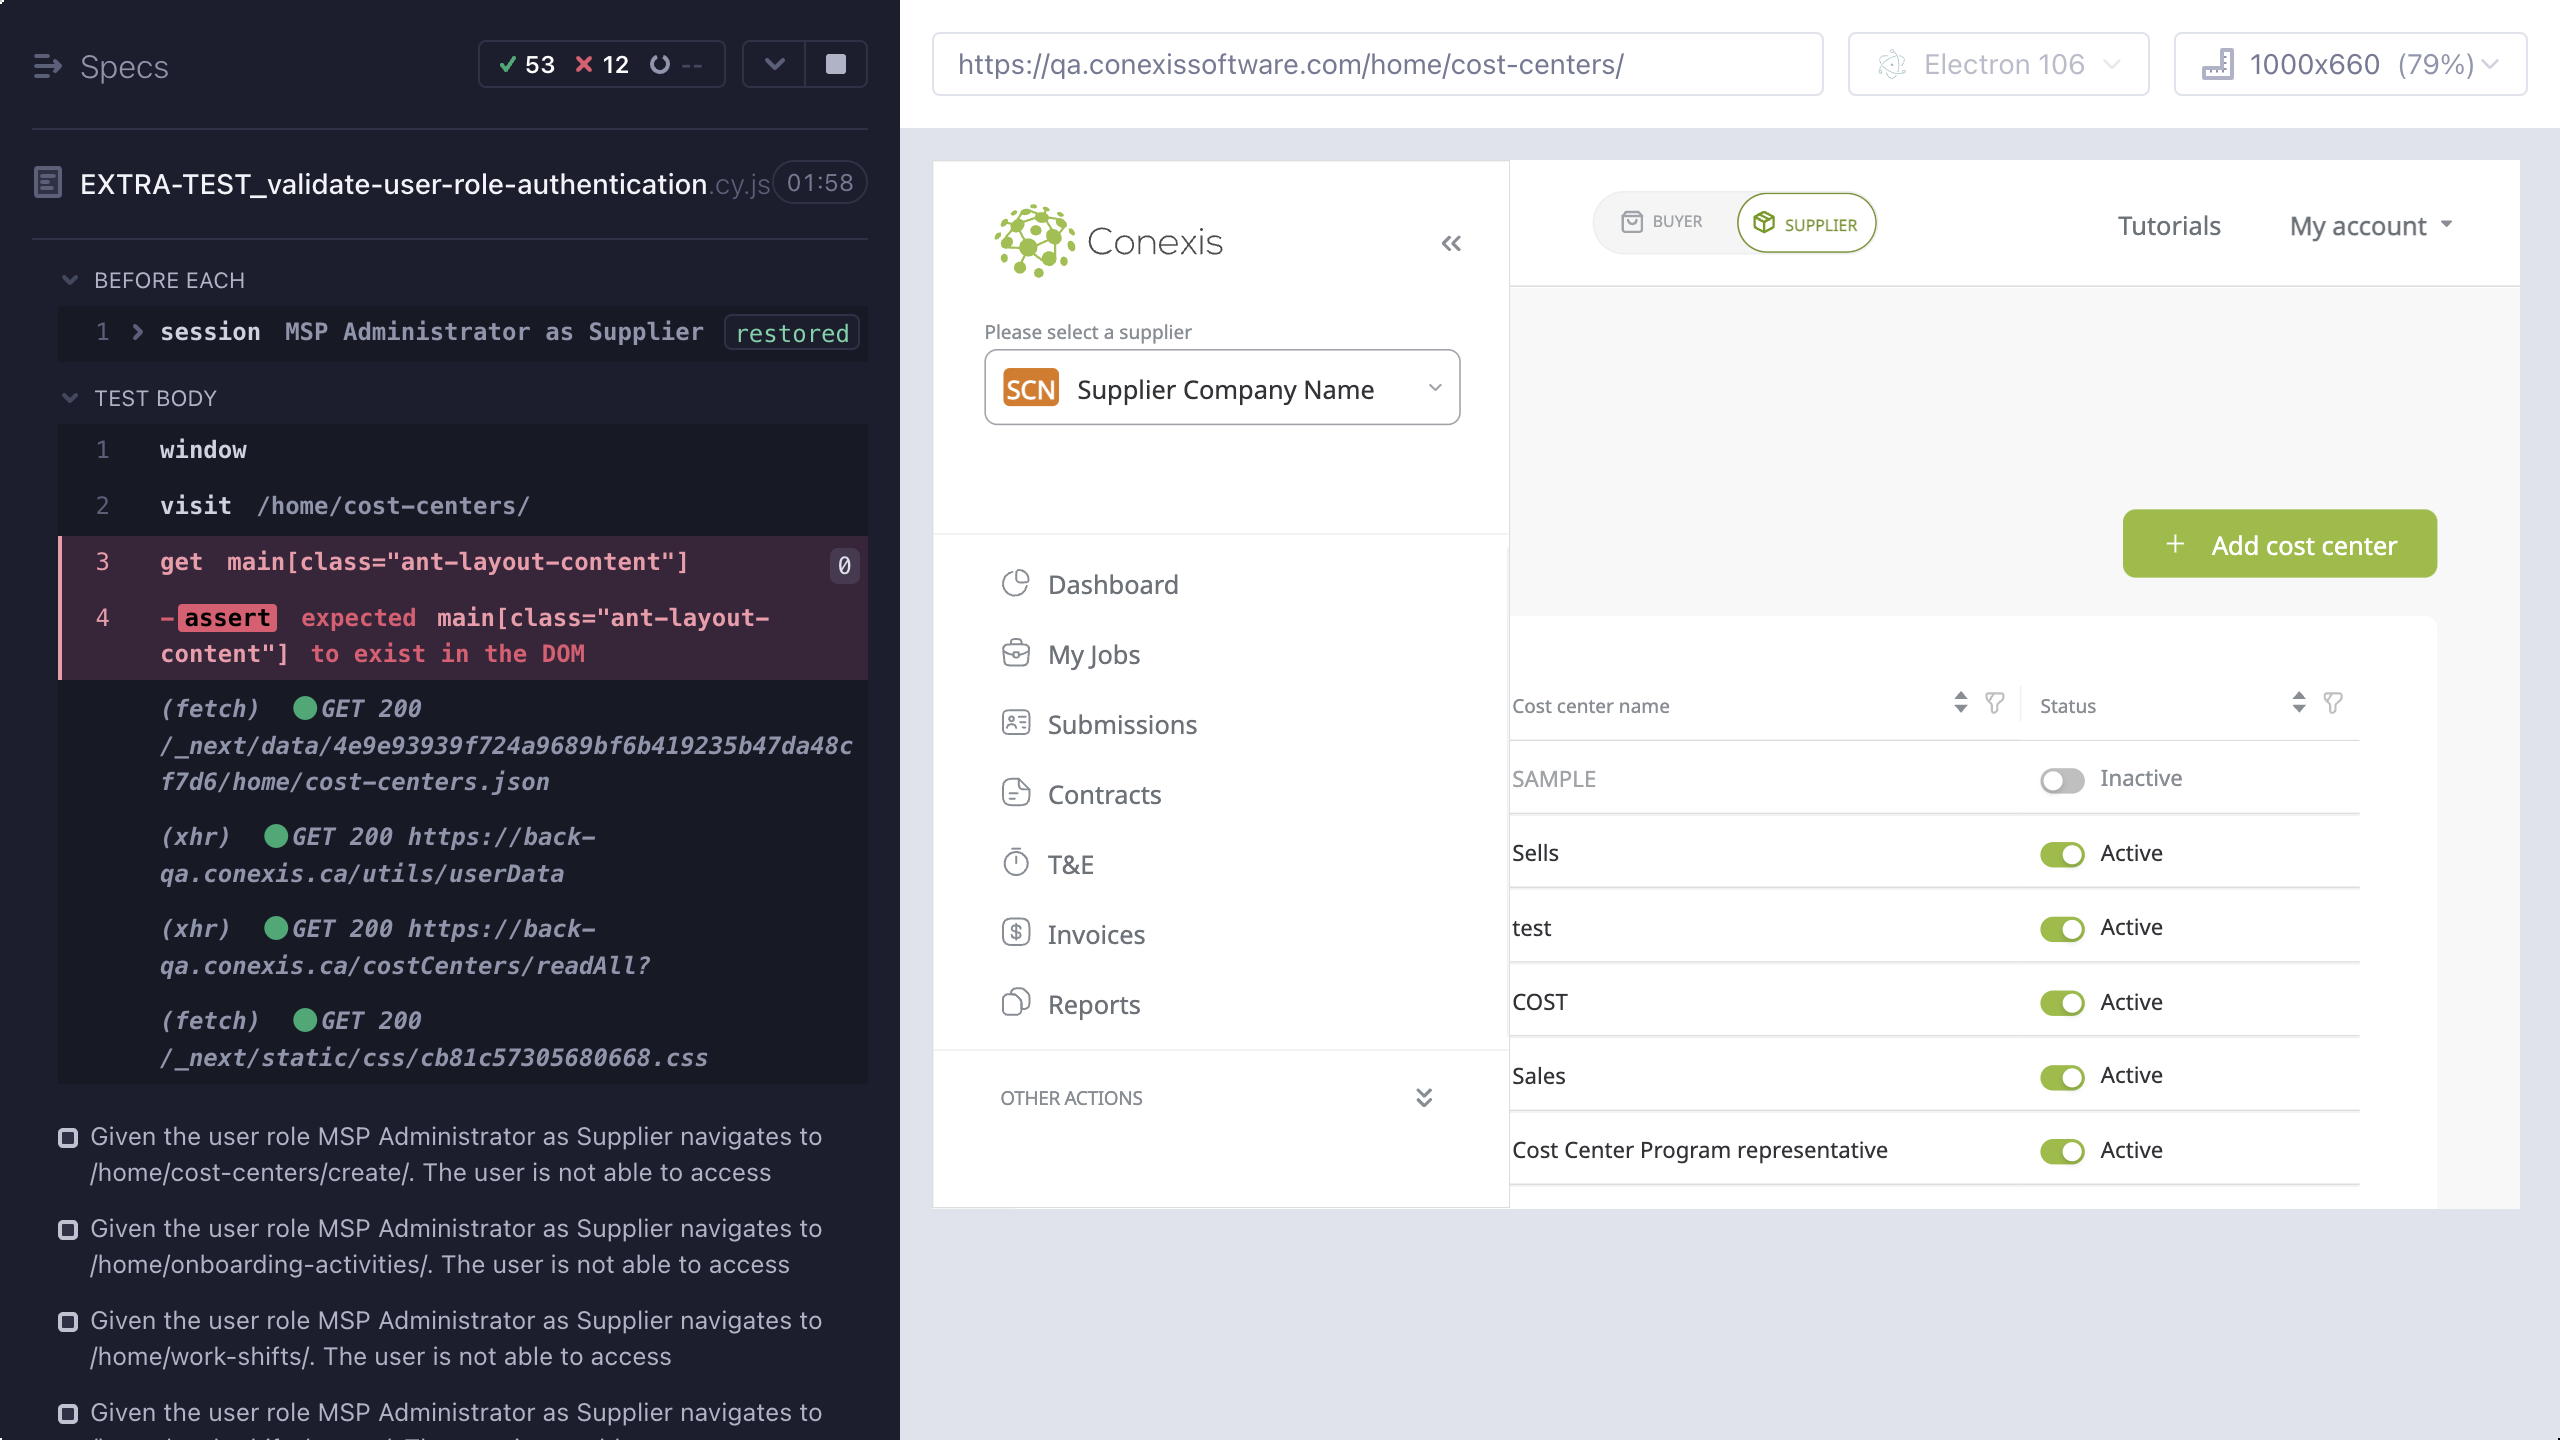 Specs
53
12
--
EXTRA-TEST_validate-user-role-authentication.cy.js
01:58
BEFORE EACH
1 session MSP Administrator as Supplier restored
TEST BODY
1 window
2 visit /home/cost-centers/
3 get main[class="ant-layout-content"] 0
4 -assert expected main[class="ant-layout-
content"] to exist in the DOM
(fetch) GET 200
/_next/data/4e9e93939f724a9689bf6b419235b47da48c
f7d6/home/cost-centers.json
(xhr) GET 200 https://back-
qa.conexis.ca/utils/userData
(xhr) GET 200 https://back-
qa.conexis.ca/costCenters/readAll?
(fetch) GET 200
/_next/static/css/cb81c57305680668.css
Given the user role MSP Administrator as Supplier navigates to
/home/cost-centers/create/. The user is not able to access
Given the user role MSP Administrator as Supplier navigates to
/home/onboarding-activities/. The user is not able to access
Given the user role MSP Administrator as Supplier navigates to
/home/work-shifts/. The user is not able to access
Given the user role MSP Administrator as Supplier navigates to
https://qa.conexissoftware.com/home/cost-centers/
Electron 106
1000x660 (79%)
Conexis
Please select a supplier
SCN Supplier Company Name
Dashboard
My Jobs
Submissions
Contracts
T&E
Invoices
Reports
OTHER ACTIONS
BUYER
SUPPLIER
Tutorials
My account
+ Add cost center
Cost center name
Status
SAMPLE Inactive
Sells Active
test Active
COST Active
Sales Active
Cost Center Program representative Active